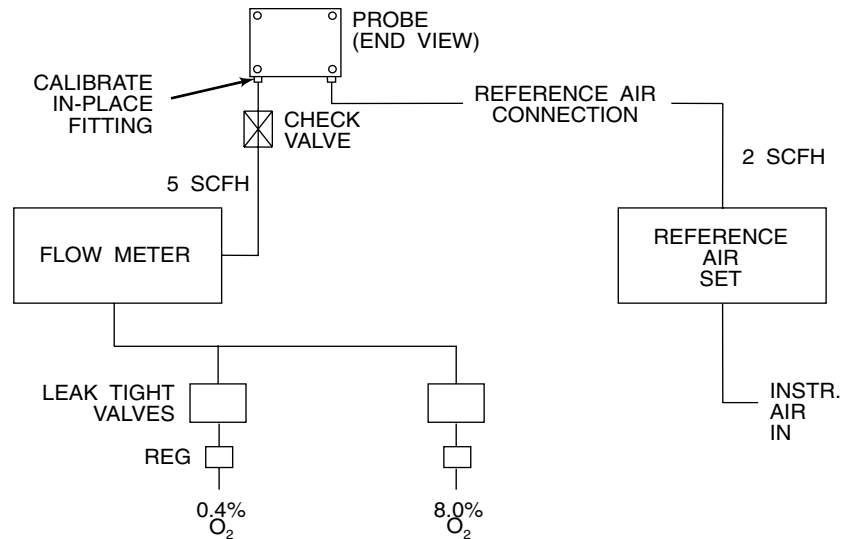 PROBE
(END VIEW)
CALIBRATE
IN-PLACE
FITTING
CHECK
VALVE
REFERENCE AIR
CONNECTION
5 SCFH
2 SCFH
FLOW METER
REFERENCE
AIR
SET
LEAK TIGHT
VALVES
INSTR.
AIR
IN
REG
0.4%
O₂
8.0%
O₂